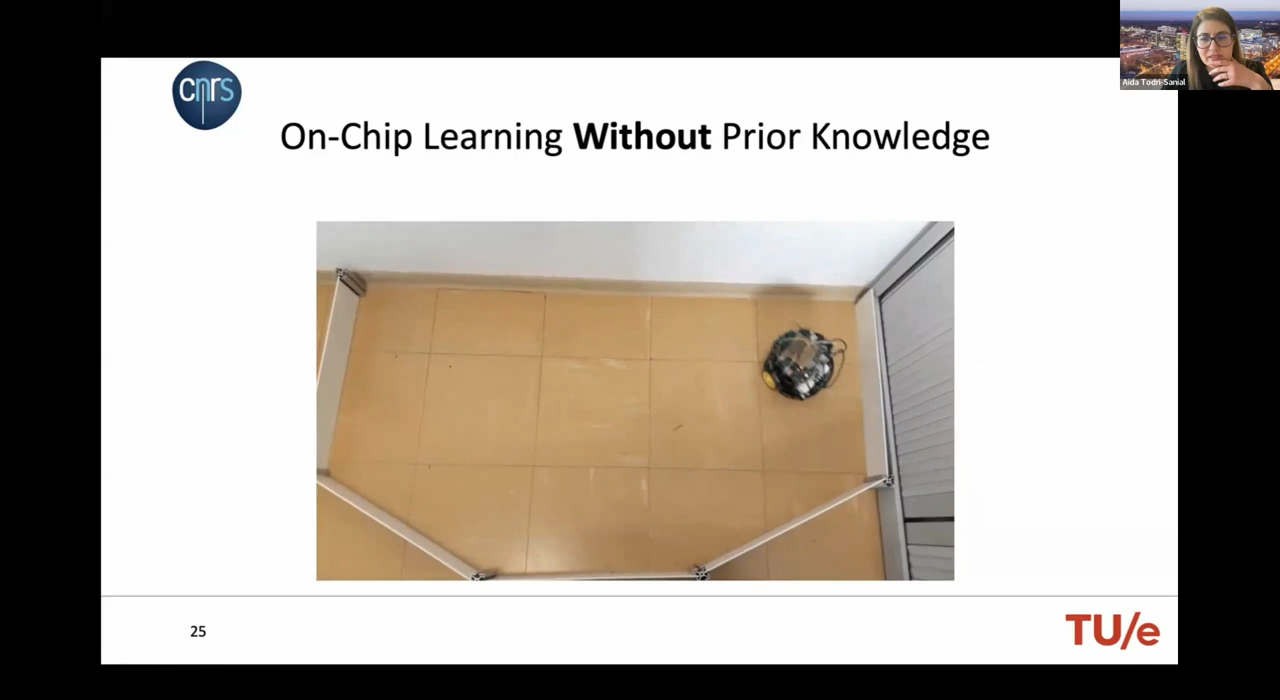 Aida Todri-Sanial
cnrs
On-Chip Learning Without Prior Knowledge
25
TU/e